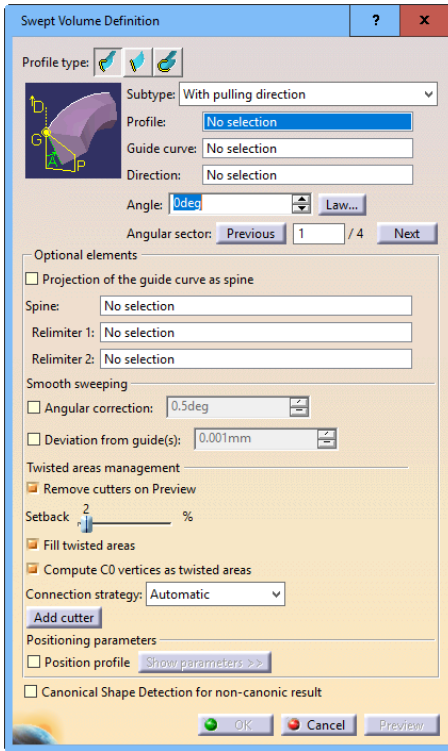 Swept Volume Definition ? x
Profile type:
Subtype: With pulling direction
D
G
A P
Profile: No selection
Guide curve: No selection
Direction: No selection
Angle: 0deg Law...
Angular sector: Previous 1 / 4 Next
Optional elements
Projection of the guide curve as spine
Spine: No selection
Relimiter 1: No selection
Relimiter 2: No selection
Smooth sweeping
Angular correction: 0.5deg
Deviation from guide(s): 0.001mm
Twisted areas management
Remove cutters on Preview
2
Setback %
Fill twisted areas
Compute C0 vertices as twisted areas
Connection strategy: Automatic
Add cutter
Positioning parameters
Position profile Show parameters >>
Canonical Shape Detection for non-canonic result
OK Cancel Preview